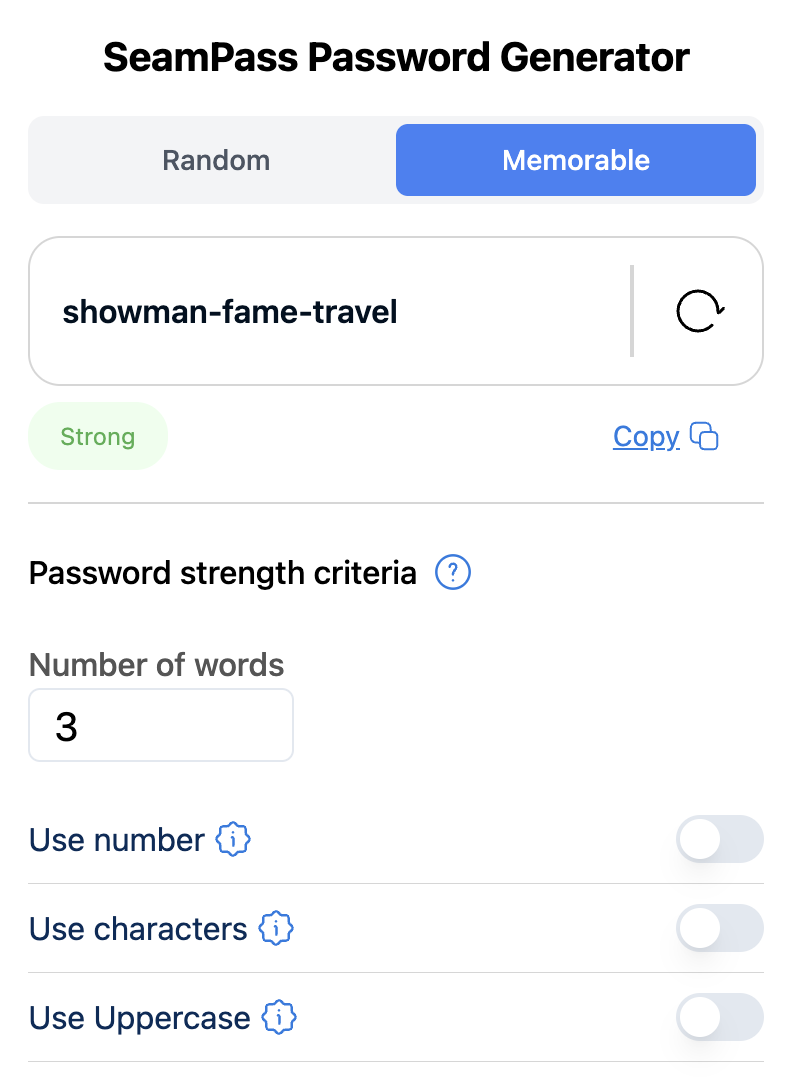 SeamPass Password Generator
Random Memorable
showman-fame-travel
Strong Copy
Password strength criteria ?
Number of words
3
Use number i
Use characters i
Use Uppercase i